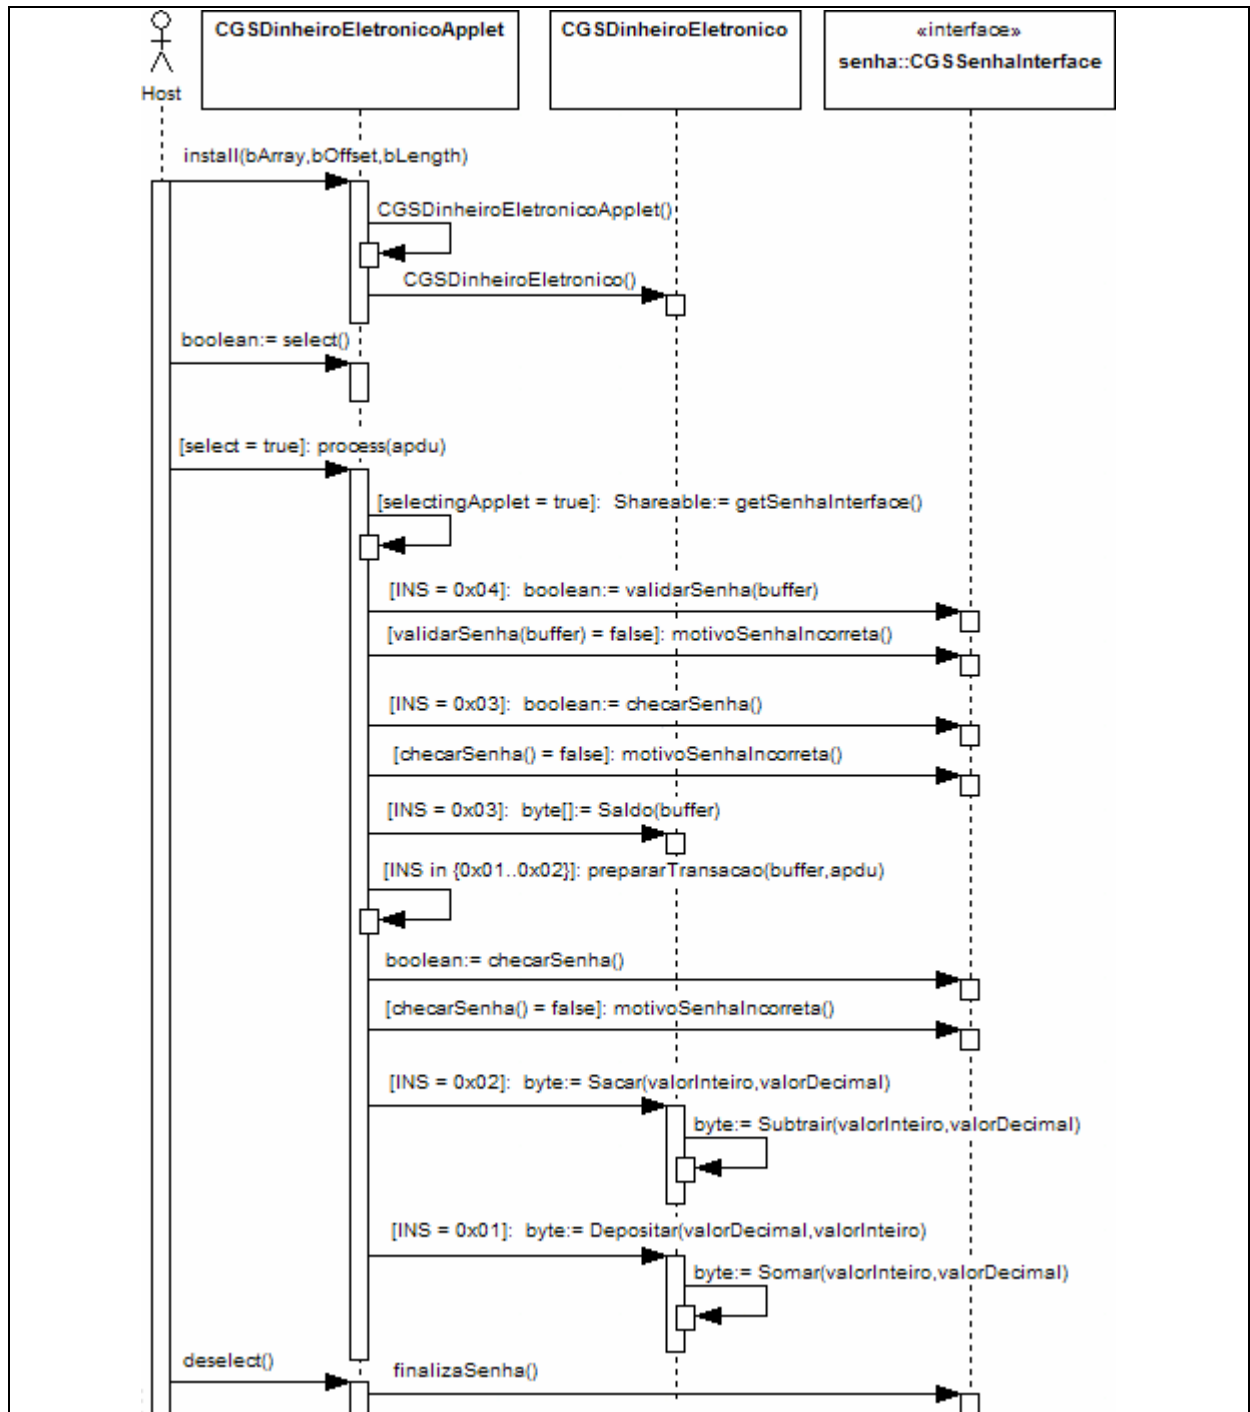 CGSDinheiroEletronicoApplet
CGSDinheiroEletronico
«interface»
senha::CGSSenhaInterface
Host
install(bArray,bOffset,bLength)
CGSDinheiroEletronicoApplet()
CGSDinheiroEletronico()
boolean:= select()
[select = true]: process(apdu)
[selectingApplet = true]: Shareable:= getSenhaInterface()
[INS = 0x04]: boolean:= validarSenha(buffer)
[validarSenha(buffer) = false]: motivoSenhaIncorreta()
[INS = 0x03]: boolean:= checarSenha()
[checarSenha() = false]: motivoSenhaIncorreta()
[INS = 0x03]: byte[]:= Saldo(buffer)
[INS in {0x01..0x02}]: prepararTransacao(buffer,apdu)
boolean:= checarSenha()
[checarSenha() = false]: motivoSenhaIncorreta()
[INS = 0x02]: byte:= Sacar(valorInteiro,valorDecimal)
byte:= Subtrair(valorInteiro,valorDecimal)
[INS = 0x01]: byte:= Depositar(valorDecimal,valorInteiro)
byte:= Somar(valorInteiro,valorDecimal)
deselect()
finalizaSenha()